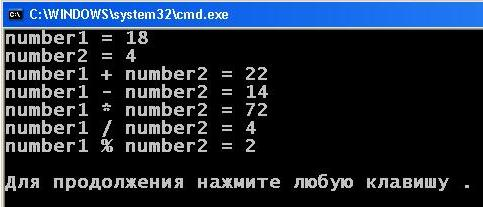 C:\WINDOWS\system32\cmd.exe
number1 = 18
number2 = 4
number1 + number2 = 22
number1 - number2 = 14
number1 * number2 = 72
number1 / number2 = 4
number1 % number2 = 2
Для продолжения нажмите любую клавишу .